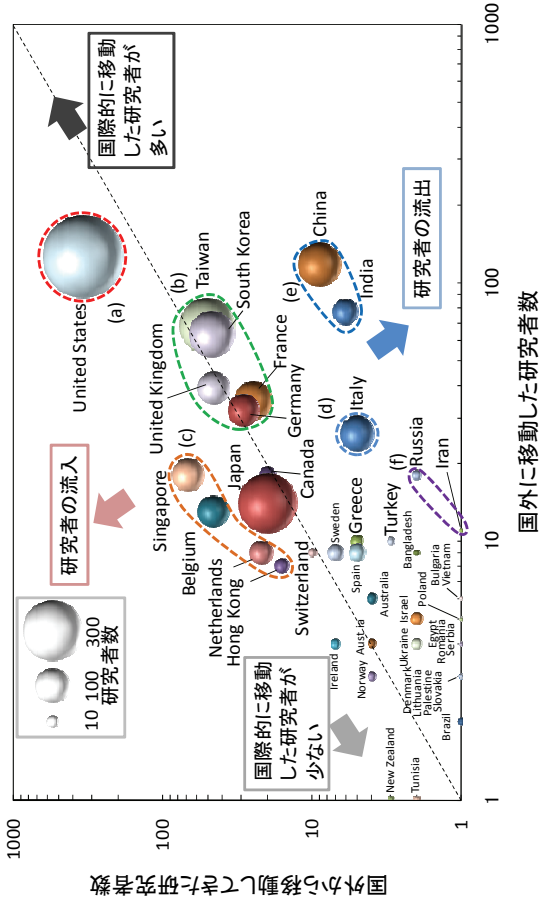 1000
100
10
1
国外から移動してきた研究者数
1
10
100
1000
国外に移動した研究者数
10 100 300
研究者数
研究者の流入
国際的に移動
した研究者が
多い
国際的に移動
した研究者が
少ない
研究者の流出
United States
(a)
United Kingdom
(b)
Taiwan
South Korea
France
Germany
Singapore
(c)
Belgium
Netherlands
Hong Kong
Switzerland
Japan
Canada
(d)
Italy
(e)
China
India
(f)
Russia
Iran
Sweden
Greece
Spain
Turkey
Bangladesh
Australia
Ireland
Norway
Aust-ia
Ukraine
Israel
Poland
Bulgaria
Vietnam
Egypt
Romania
Serbia
Denmark
Lithuania
Palestine
Slovakia
Brazil
New Zealand
Tunisia